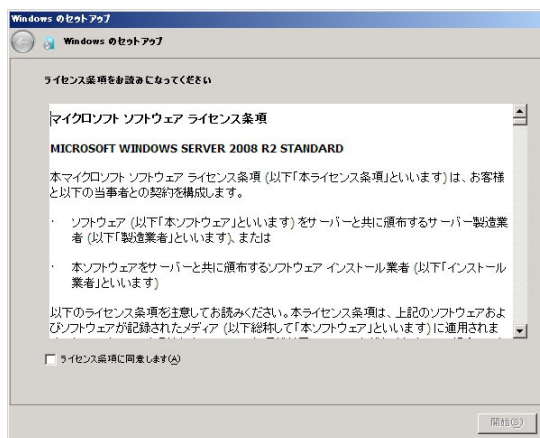 Windows のセットアップ
Windows のセットアップ
ライセンス条項をお読みになってください
マイクロソフト ソフトウェア ライセンス条項
MICROSOFT WINDOWS SERVER 2008 R2 STANDARD
本マイクロソフト ソフトウェア ライセンス条項 (以下「本ライセンス条項」といいます) は、お客様
と以下の当事者との契約を構成します。
· ソフトウェア (以下「本ソフトウェア」といいます) をサーバーと共に頒布するサーバー製造業
者 (以下「製造業者」といいます)、または
· 本ソフトウェアをサーバーと共に頒布するソフトウェア インストール業者 (以下「インストール
業者」といいます)
以下のライセンス条項を注意してお読みください。本ライセンス条項は、上記のソフトウェアおよ
びソフトウェアが記録されたメディア (以下総称して「本ソフトウェア」といいます) に適用されま
ライセンス条項に同意します(A)
開始(S)